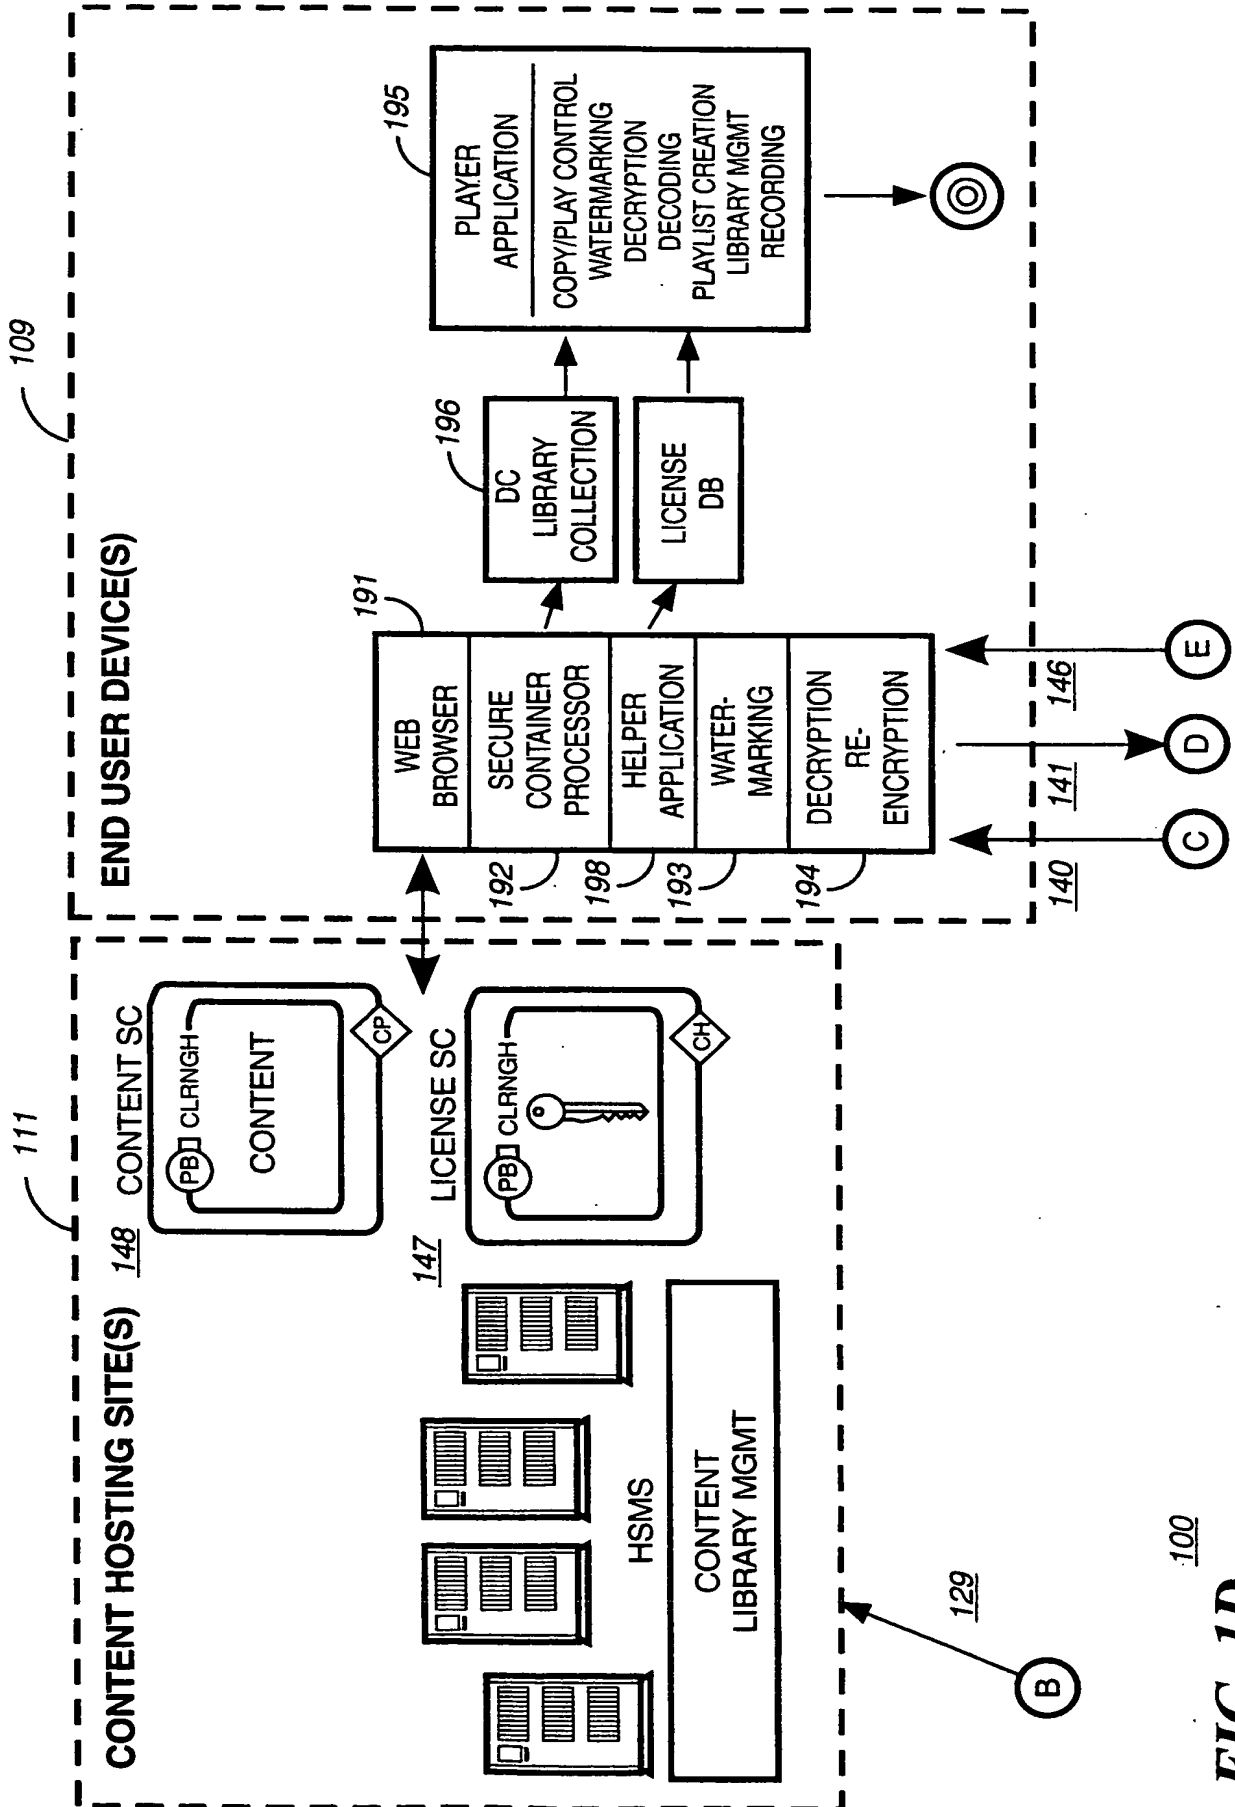 111
CONTENT HOSTING SITE(S)
148
CONTENT SC
PB
CLRNGH
CONTENT
CP
147
LICENSE SC
PB
CLRNGH
CH
HSMS
CONTENT
LIBRARY MGMT
129
B
109
END USER DEVICE(S)
191
WEB
BROWSER
192
SECURE
CONTAINER
PROCESSOR
198
HELPER
APPLICATION
193
WATER-
MARKING
194
DECRYPTION
RE-
ENCRYPTION
196
DC
LIBRARY
COLLECTION
LICENSE
DB
195
PLAYER
APPLICATION
COPY/PLAY CONTROL
WATERMARKING
DECRYPTION
DECODING
PLAYLIST CREATION
LIBRARY MGMT
RECORDING
140
141
146
C
D
E
100
FIG. 1D